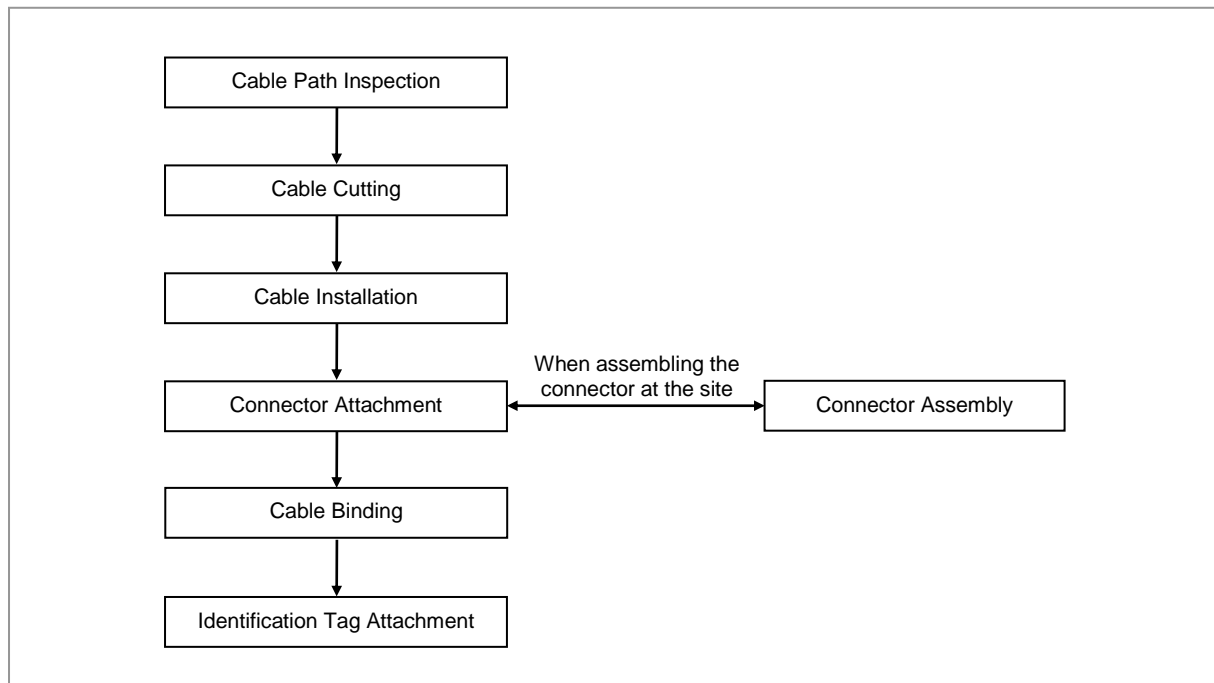 Cable Path Inspection
Cable Cutting
Cable Installation
When assembling the
connector at the site
Connector Attachment
Connector Assembly
Cable Binding
Identification Tag Attachment